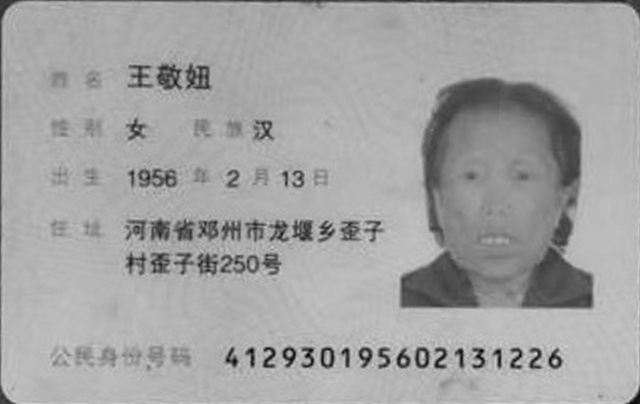 姓名 王敬妞
性别 女 民族 汉
出生 1956 年 2 月 13 日
住址 河南省邓州市龙堰乡歪子
村歪子街250号
公民身份号码 412930195602131226